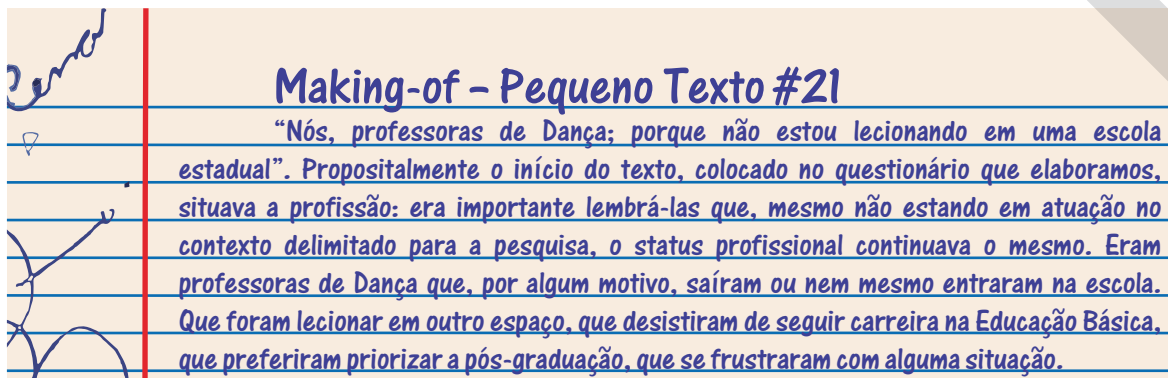 Making-of – Pequeno Texto #21
“Nós, professoras de Dança; porque não estou lecionando em uma escola
estadual”. Propositalmente o início do texto, colocado no questionário que elaboramos,
situava a profissão: era importante lembrá-las que, mesmo não estando em atuação no
contexto delimitado para a pesquisa, o status profissional continuava o mesmo. Eram
professoras de Dança que, por algum motivo, saíram ou nem mesmo entraram na escola.
Que foram lecionar em outro espaço, que desistiram de seguir carreira na Educação Básica,
que preferiram priorizar a pós-graduação, que se frustraram com alguma situação.